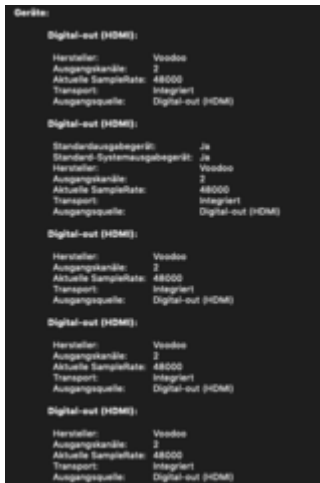 Geräte:
Digital-out (HDMI):
Hersteller: Voodoo
Ausgangskanäle: 2
Aktuelle SampleRate: 48000
Transport: Integriert
Ausgangsquelle: Digital-out (HDMI)
Digital-out (HDMI):
Standardausgabegerät: Ja
Standard-Systemausgabegerät: Ja
Hersteller: Voodoo
Ausgangskanäle: 2
Aktuelle SampleRate: 48000
Transport: Integriert
Ausgangsquelle: Digital-out (HDMI)
Digital-out (HDMI):
Hersteller: Voodoo
Ausgangskanäle: 2
Aktuelle SampleRate: 48000
Transport: Integriert
Ausgangsquelle: Digital-out (HDMI)
Digital-out (HDMI):
Hersteller: Voodoo
Ausgangskanäle: 2
Aktuelle SampleRate: 48000
Transport: Integriert
Ausgangsquelle: Digital-out (HDMI)
Digital-out (HDMI):
Hersteller: Voodoo
Ausgangskanäle: 2
Aktuelle SampleRate: 48000
Transport: Integriert
Ausgangsquelle: Digital-out (HDMI)